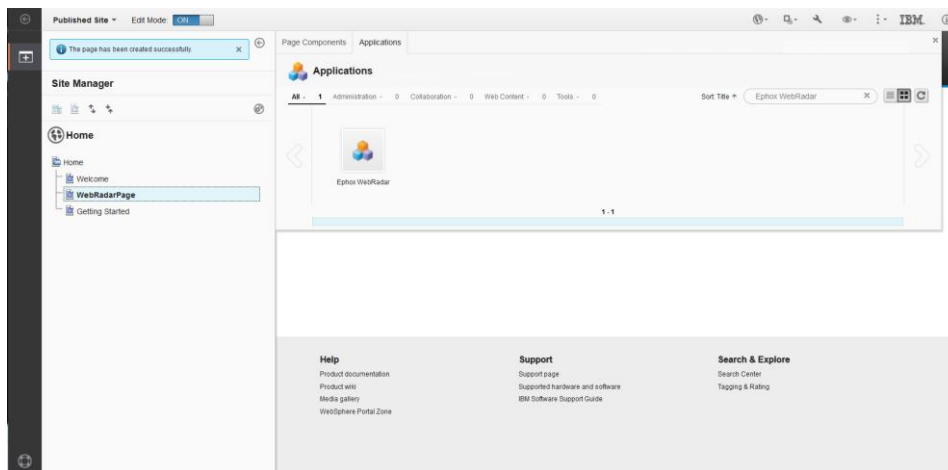 Published Site
Edit Mode: ON
IBM.
The page has been created successfully.
Site Manager
Home
Home
Welcome
WebRadarPage
Getting Started
Page Components
Applications
Applications
All - 1 Administration - 0 Collaboration - 0 Web Content - 0 Tools - 0
Sort: Title
Ephox WebRadar
Ephox WebRadar
1 - 1
Help
Product documentation
Product wiki
Media gallery
WebSphere Portal Zone
Support
Support page
Supported hardware and software
IBM Software Support Guide
Search & Explore
Search Center
Tagging & Rating